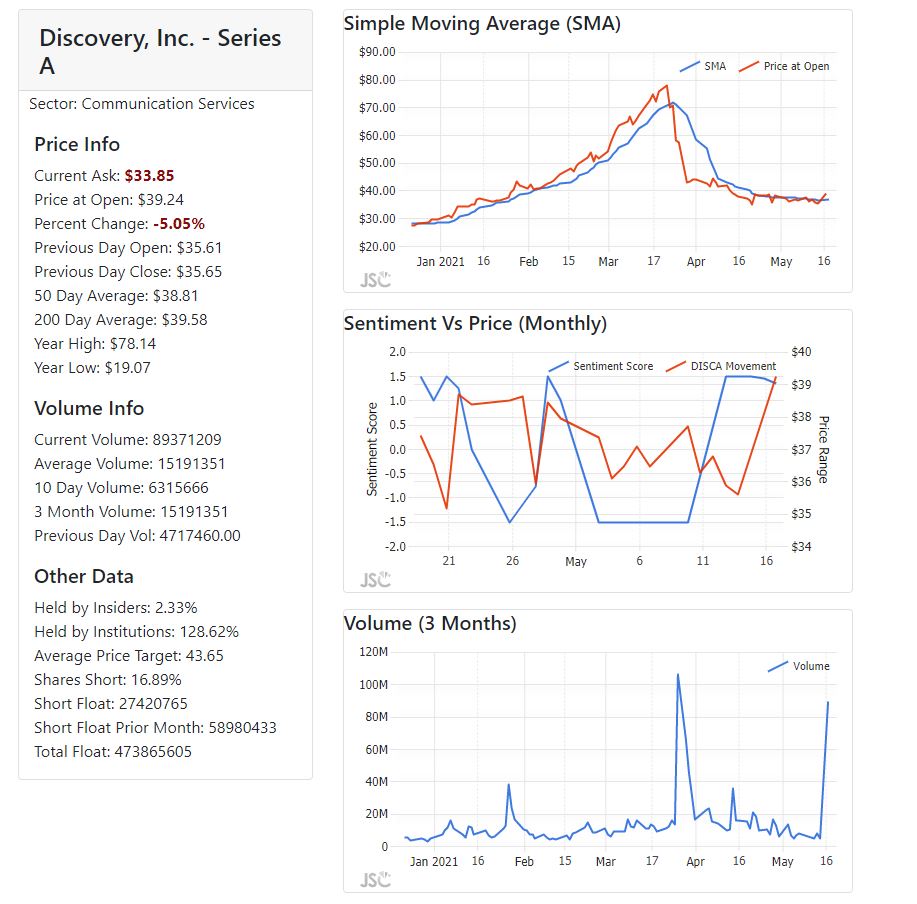 Discovery, Inc. - Series
A
Sector: Communication Services
Price Info
Current Ask: $33.85
Price at Open: $39.24
Percent Change: -5.05%
Previous Day Open: $35.61
Previous Day Close: $35.65
50 Day Average: $38.81
200 Day Average: $39.58
Year High: $78.14
Year Low: $19.07
Volume Info
Current Volume: 89371209
Average Volume: 15191351
10 Day Volume: 6315666
3 Month Volume: 15191351
Previous Day Vol: 4717460.00
Other Data
Held by Insiders: 2.33%
Held by Institutions: 128.62%
Average Price Target: 43.65
Shares Short: 16.89%
Short Float: 27420765
Short Float Prior Month: 58980433
Total Float: 473865605
Simple Moving Average (SMA)
SMA Price at Open
$90.00
$80.00
$70.00
$60.00
$50.00
$40.00
$30.00
$20.00
Jan 2021 16 Feb 15 Mar 17 Apr 16 May 16
JSC
Sentiment Vs Price (Monthly)
Sentiment Score DISCA Movement
Sentiment Score
2.0
1.5
1.0
0.5
0.0
-0.5
-1.0
-1.5
-2.0
$40
$39
$38
$37
$36
$35
$34
Price Range
21 26 May 6 11 16
JSC
Volume (3 Months)
Volume
120M
100M
80M
60M
40M
20M
0
Jan 2021 16 Feb 15 Mar 17 Apr 16 May 16
JSC